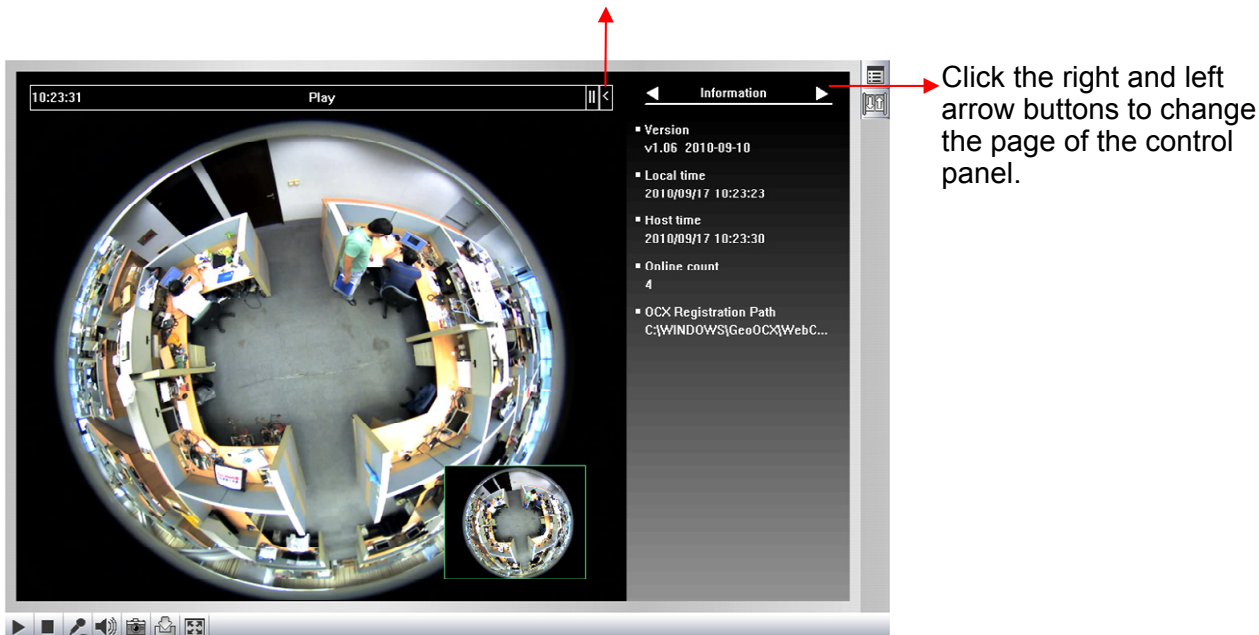 10:23:31 Play
Information
Version
v1.06 2010-09-10
Local time
2010/09/17 10:23:23
Host time
2010/09/17 10:23:30
Online count
4
OCX Registration Path
C:\WINDOWS\GeoOCX\WebC...
Click the right and left
arrow buttons to change
the page of the control
panel.